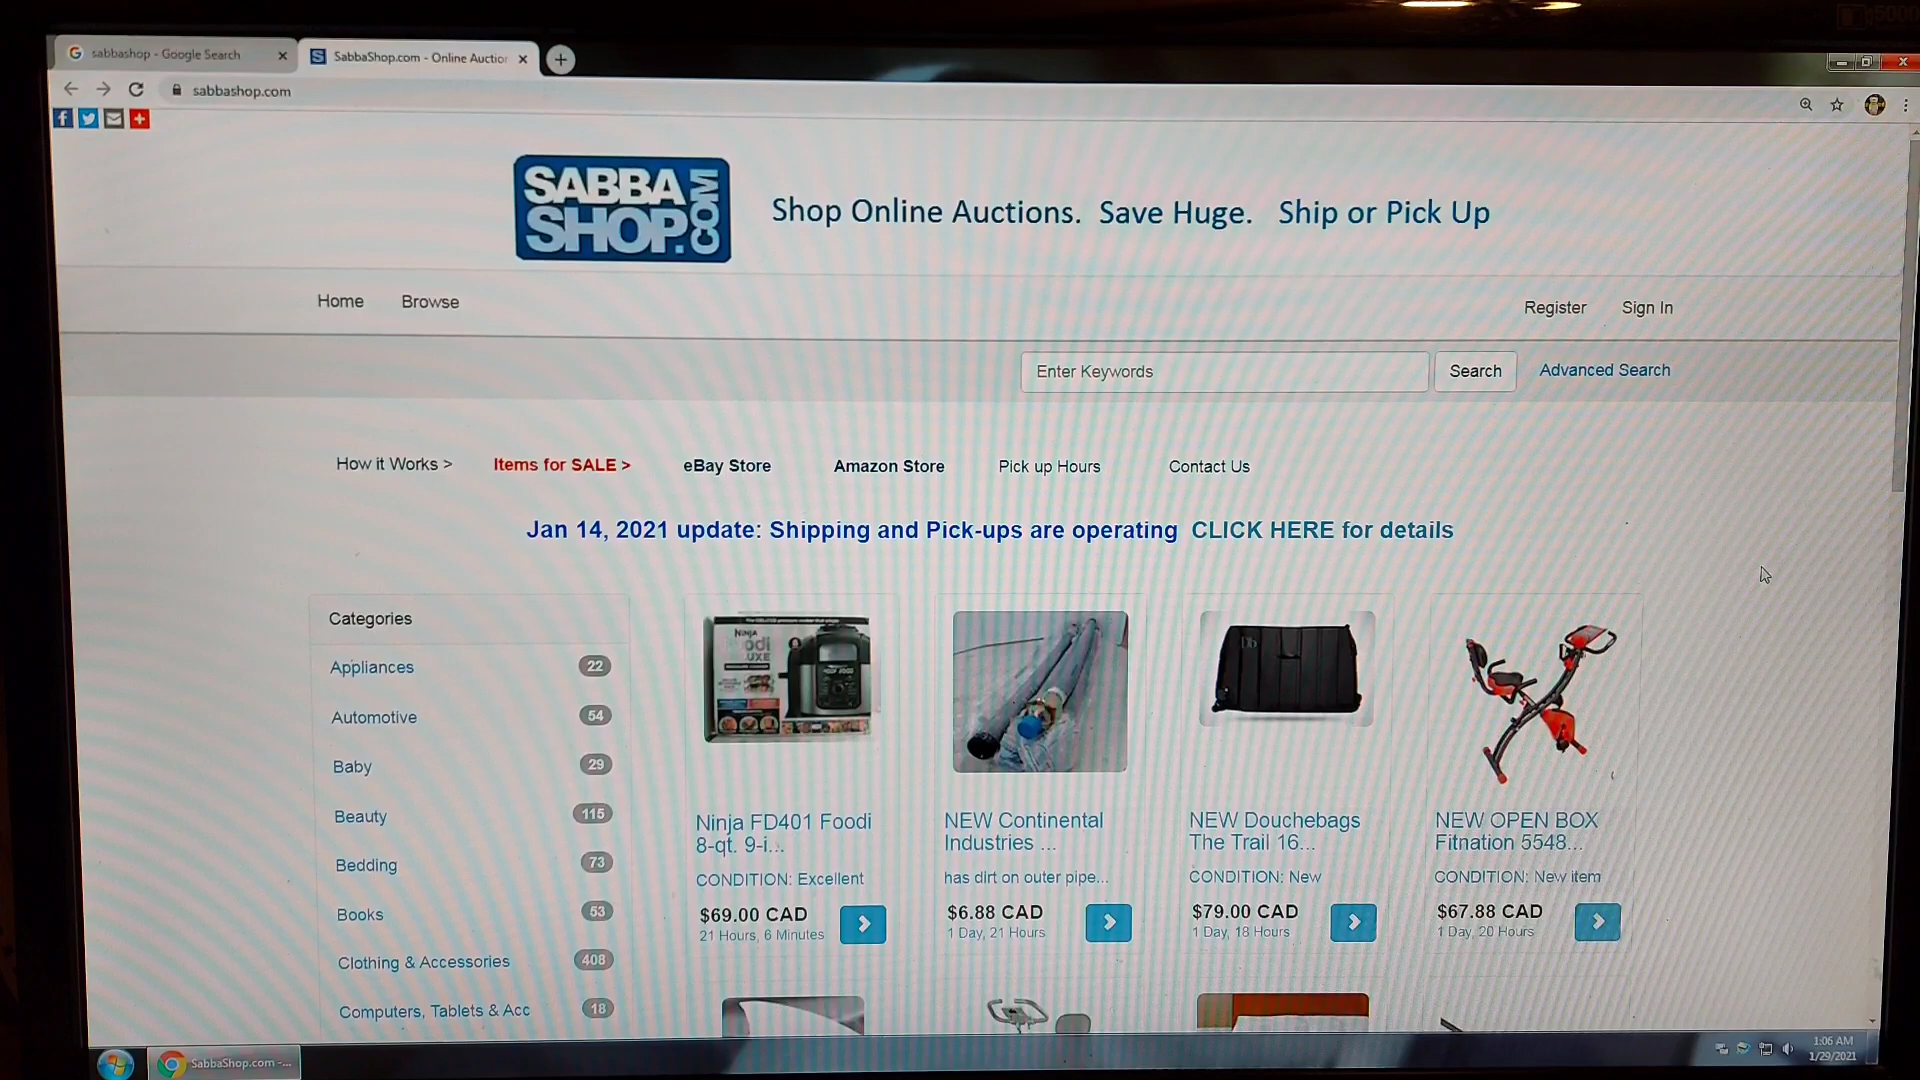 sabbashop - Google Search
SabbaShop.com - Online Auction
sabbashop.com
SABBA
SHOP.COM
Shop Online Auctions. Save Huge. Ship or Pick Up
Home
Browse
Register
Sign In
Enter Keywords
Search
Advanced Search
How it Works >
Items for SALE >
eBay Store
Amazon Store
Pick up Hours
Contact Us
Jan 14, 2021 update: Shipping and Pick-ups are operating CLICK HERE for details
Categories
Appliances 22
Automotive 54
Baby 29
Beauty 115
Bedding 73
Books 53
Clothing & Accessories 408
Computers, Tablets & Acc 18
NINJA
Ninja FD401 Foodi
8-qt. 9-i...
CONDITION: Excellent
$69.00 CAD
21 Hours, 6 Minutes
NEW Continental
Industries ...
has dirt on outer pipe...
$6.88 CAD
1 Day, 21 Hours
Db
NEW Douchebags
The Trail 16...
CONDITION: New
$79.00 CAD
1 Day, 18 Hours
NEW OPEN BOX
Fitnation 5548...
CONDITION: New item
$67.88 CAD
1 Day, 20 Hours
SabbaShop.com -...
1:06 AM
1/29/2021